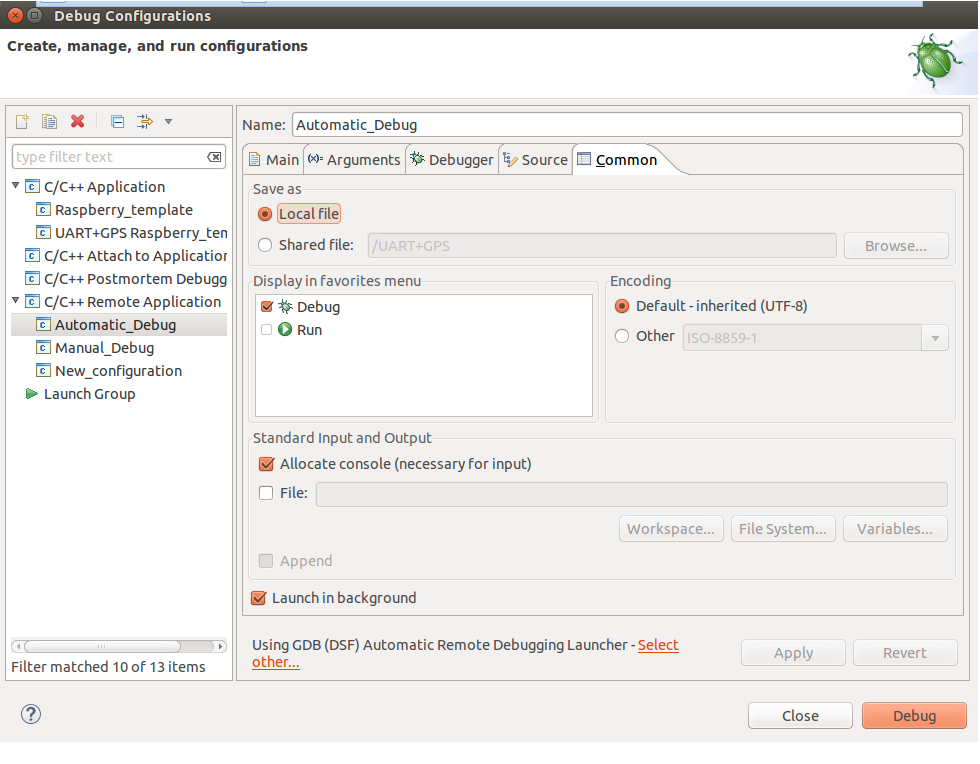 Debug Configurations
Create, manage, and run configurations
type filter text
C/C++ Application
Raspberry_template
UART+GPS Raspberry_ten
C/C++ Attach to Application
C/C++ Postmortem Debugg
C/C++ Remote Application
Automatic_Debug
Manual_Debug
New_configuration
Launch Group
Filter matched 10 of 13 items
Name: Automatic_Debug
Main (x)= Arguments Debugger Source Common
Save as
Local file
Shared file: /UART+GPS Browse...
Display in favorites menu
Debug
Run
Encoding
Default - inherited (UTF-8)
Other ISO-8859-1
Standard Input and Output
Allocate console (necessary for input)
File:
Workspace... File System... Variables...
Append
Launch in background
Using GDB (DSF) Automatic Remote Debugging Launcher - Select
other...
Apply Revert
Close Debug